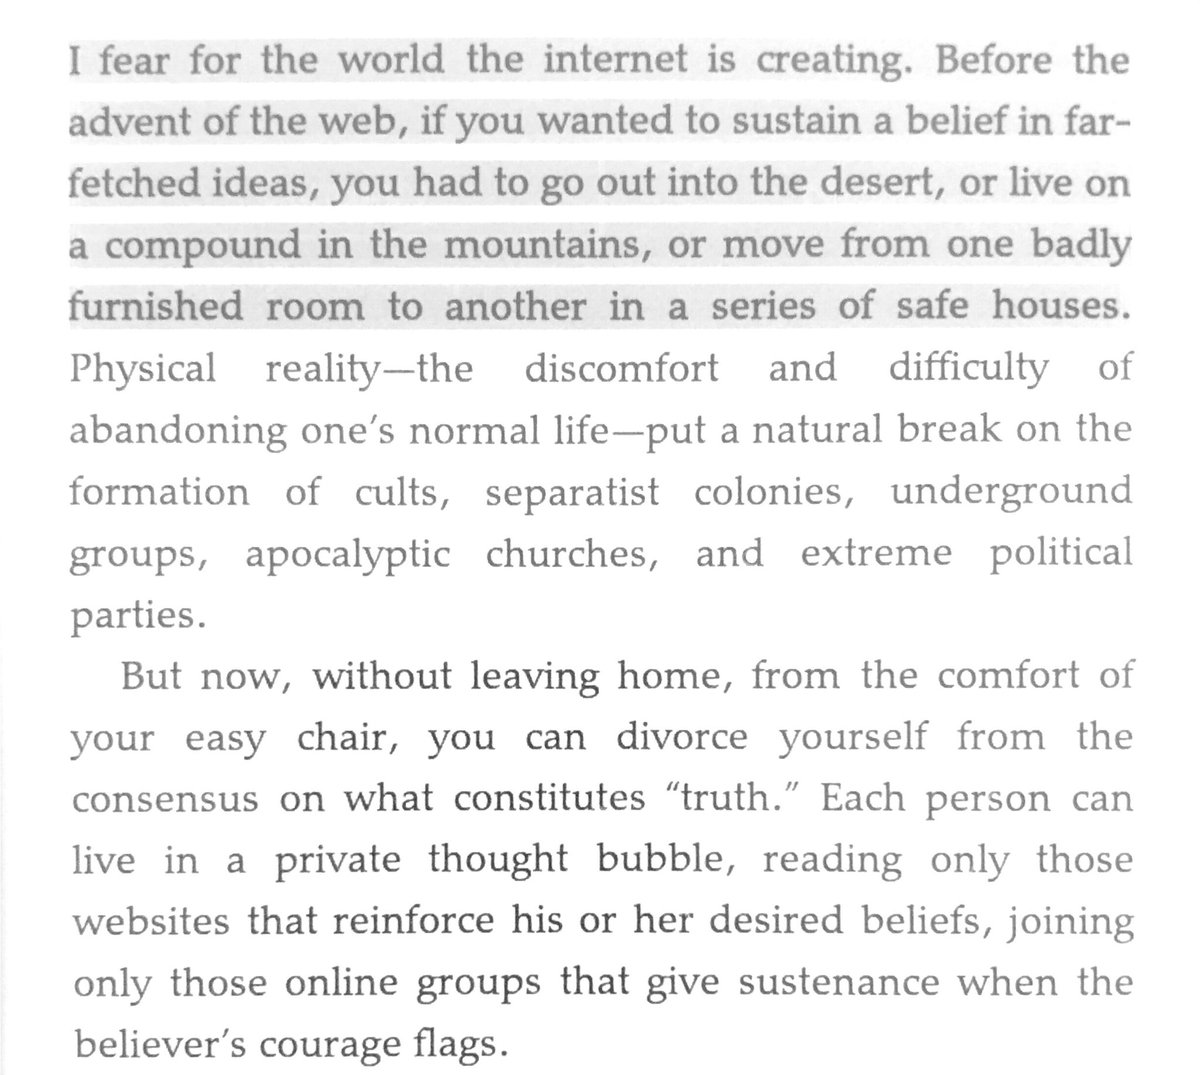 I fear for the world the internet is creating. Before the
advent of the web, if you wanted to sustain a belief in far-
fetched ideas, you had to go out into the desert, or live on
a compound in the mountains, or move from one badly
furnished room to another in a series of safe houses.
Physical reality—the discomfort and difficulty of
abandoning one's normal life—put a natural break on the
formation of cults, separatist colonies, underground
groups, apocalyptic churches, and extreme political
parties.
But now, without leaving home, from the comfort of
your easy chair, you can divorce yourself from the
consensus on what constitutes “truth.” Each person can
live in a private thought bubble, reading only those
websites that reinforce his or her desired beliefs, joining
only those online groups that give sustenance when the
believer's courage flags.